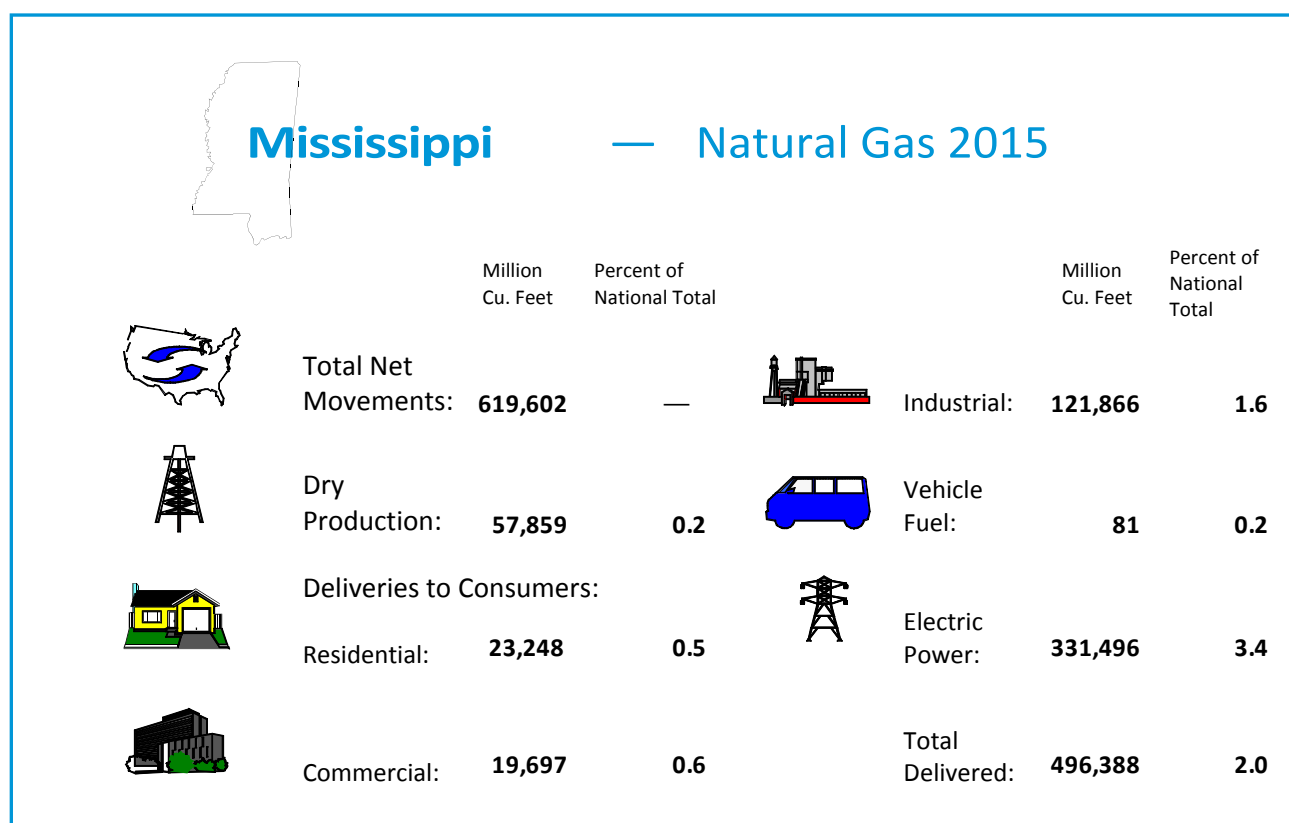 Mississippi — Natural Gas 2015
Million
Cu. Feet
Percent of
National Total
Total Net
Movements: 619,602 —
Dry
Production: 57,859 0.2
Deliveries to Consumers:
Residential: 23,248 0.5
Commercial: 19,697 0.6
Million
Cu. Feet
Percent of
National
Total
Industrial: 121,866 1.6
Vehicle
Fuel: 81 0.2
Electric
Power: 331,496 3.4
Total
Delivered: 496,388 2.0